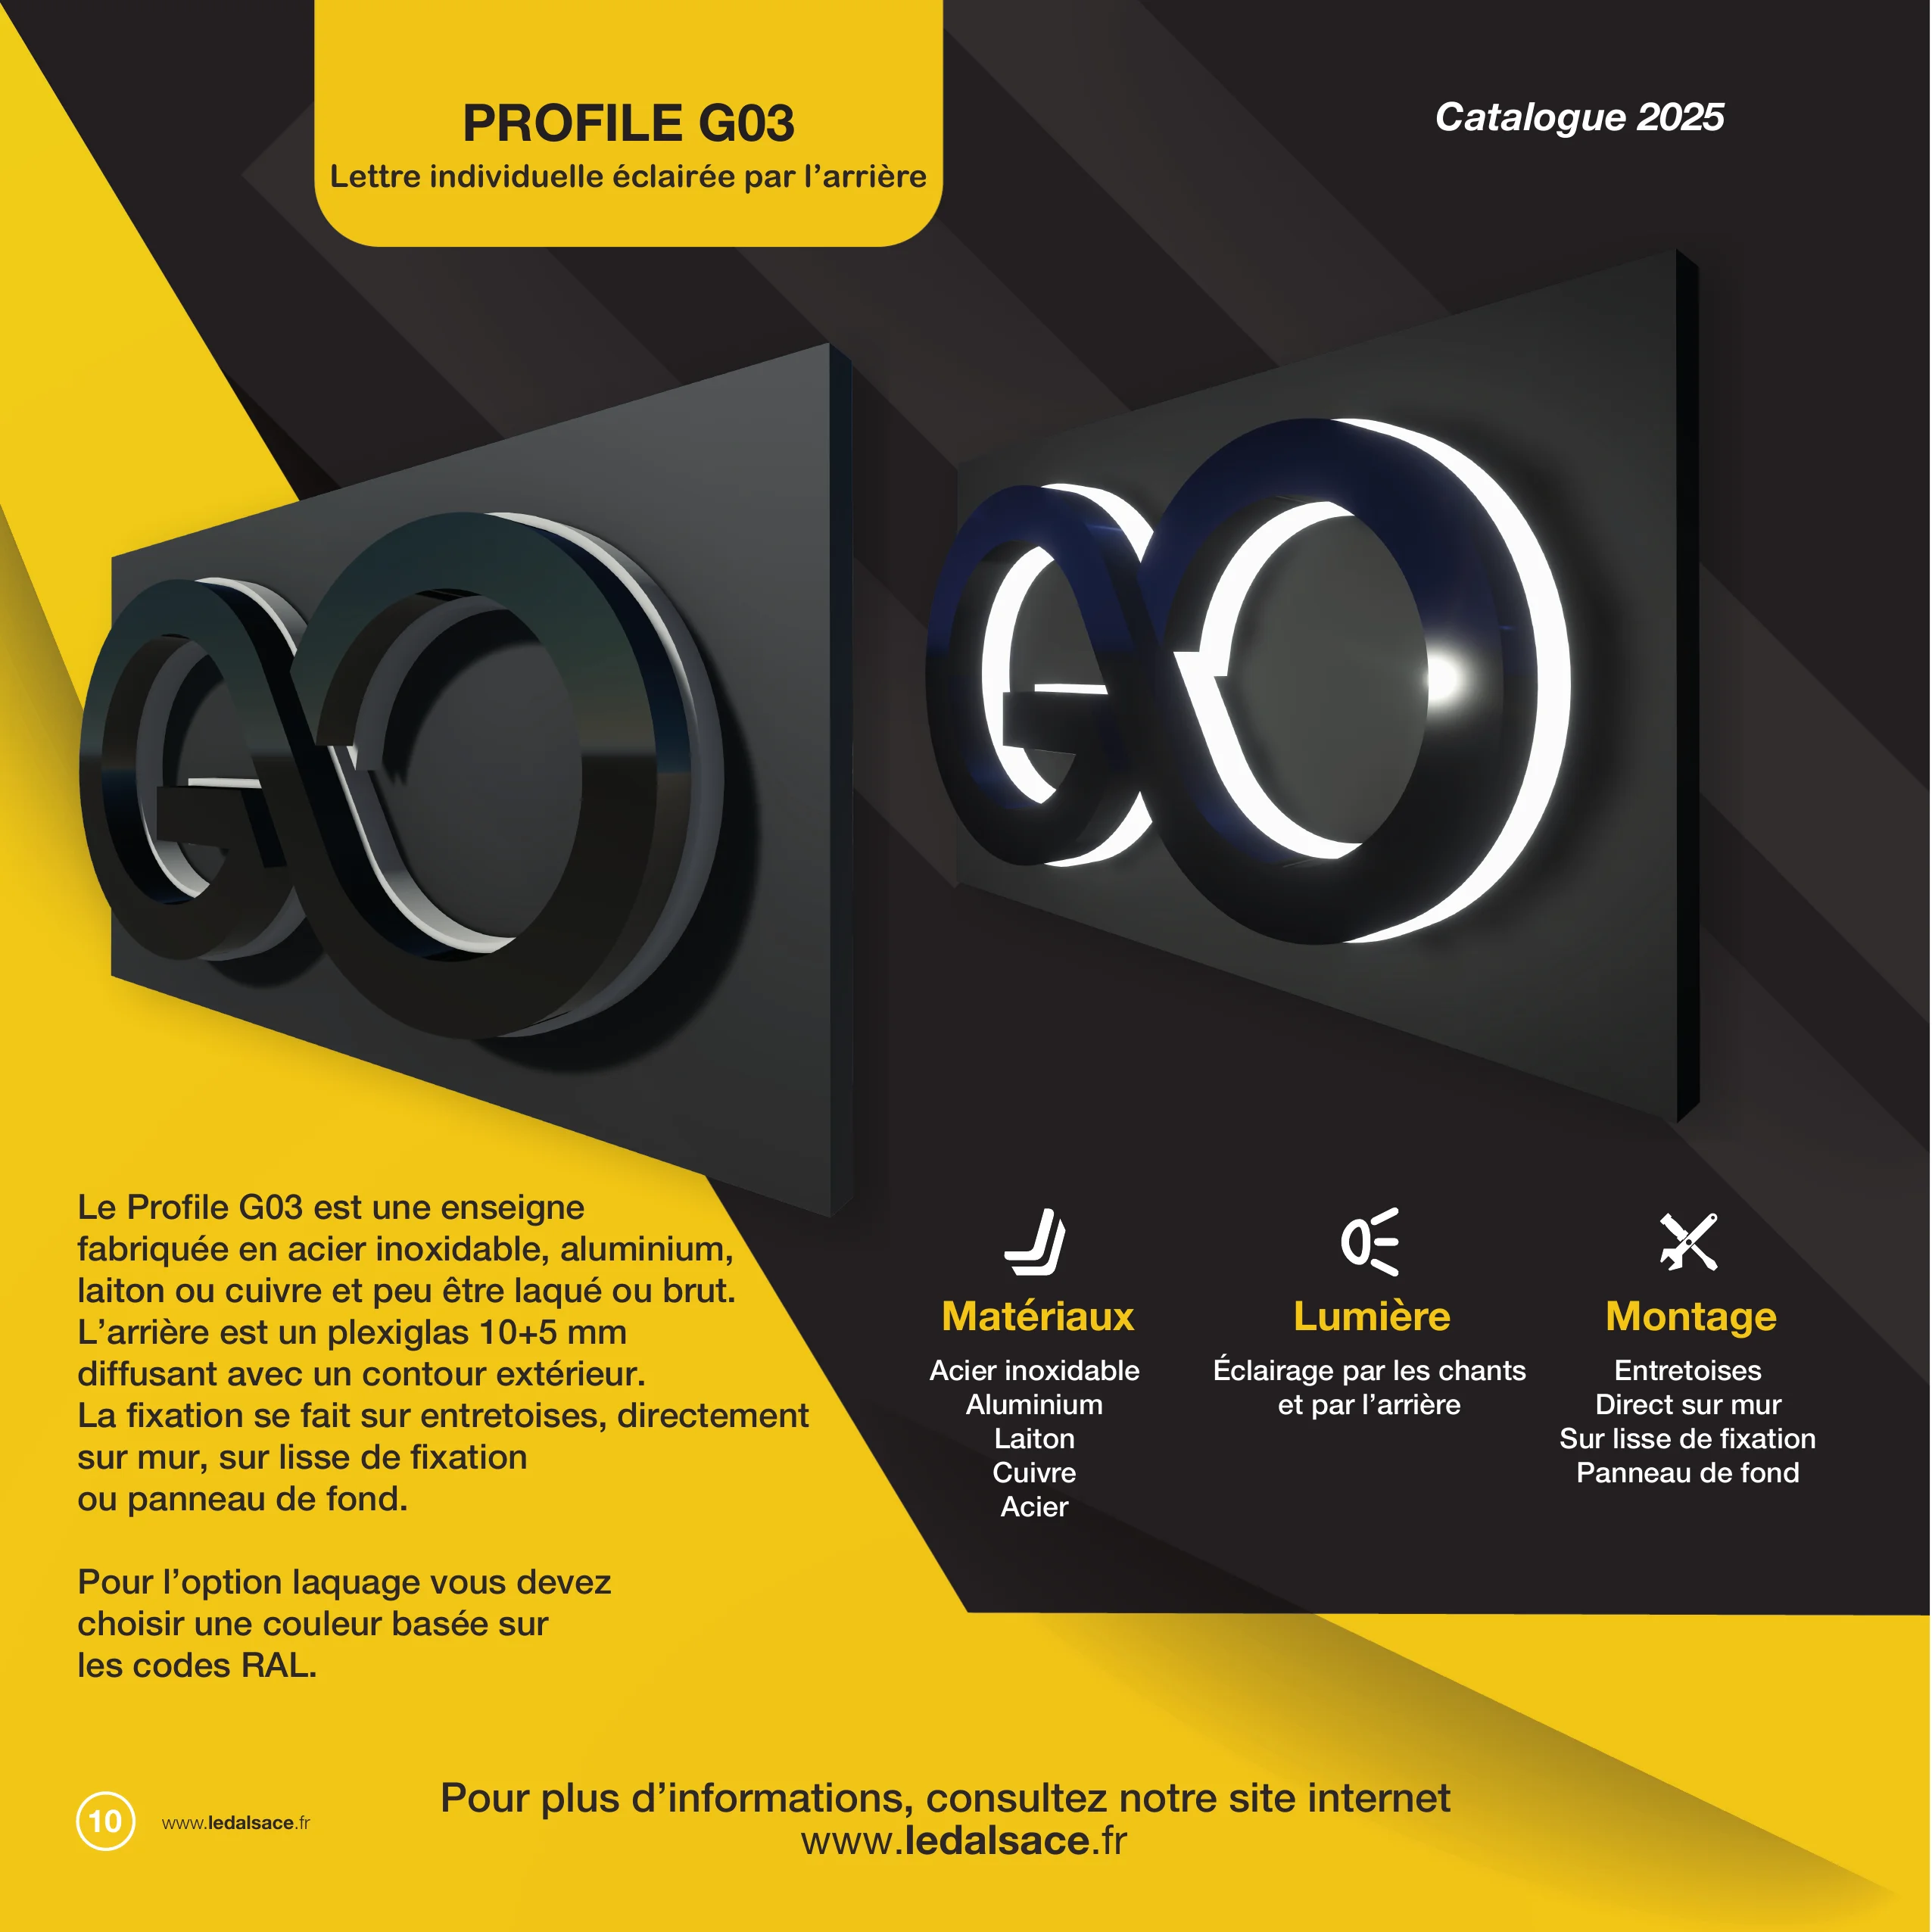 PROFILE G03
Lettre individuelle éclairée par l’arrière
Catalogue 2025
Le Profile G03 est une enseigne
fabriquée en acier inoxidable, aluminium,
laiton ou cuivre et peu être laqué ou brut.
L’arrière est un plexiglas 10+5 mm
diffusant avec un contour extérieur.
La fixation se fait sur entretoises, directement
sur mur, sur lisse de fixation
ou panneau de fond.
Pour l’option laquage vous devez
choisir une couleur basée sur
les codes RAL.
Matériaux
Acier inoxidable
Aluminium
Laiton
Cuivre
Acier
Lumière
Éclairage par les chants
et par l’arrière
Montage
Entretoises
Direct sur mur
Sur lisse de fixation
Panneau de fond
10
www.ledalsace.fr
Pour plus d’informations, consultez notre site internet
www.ledalsace.fr